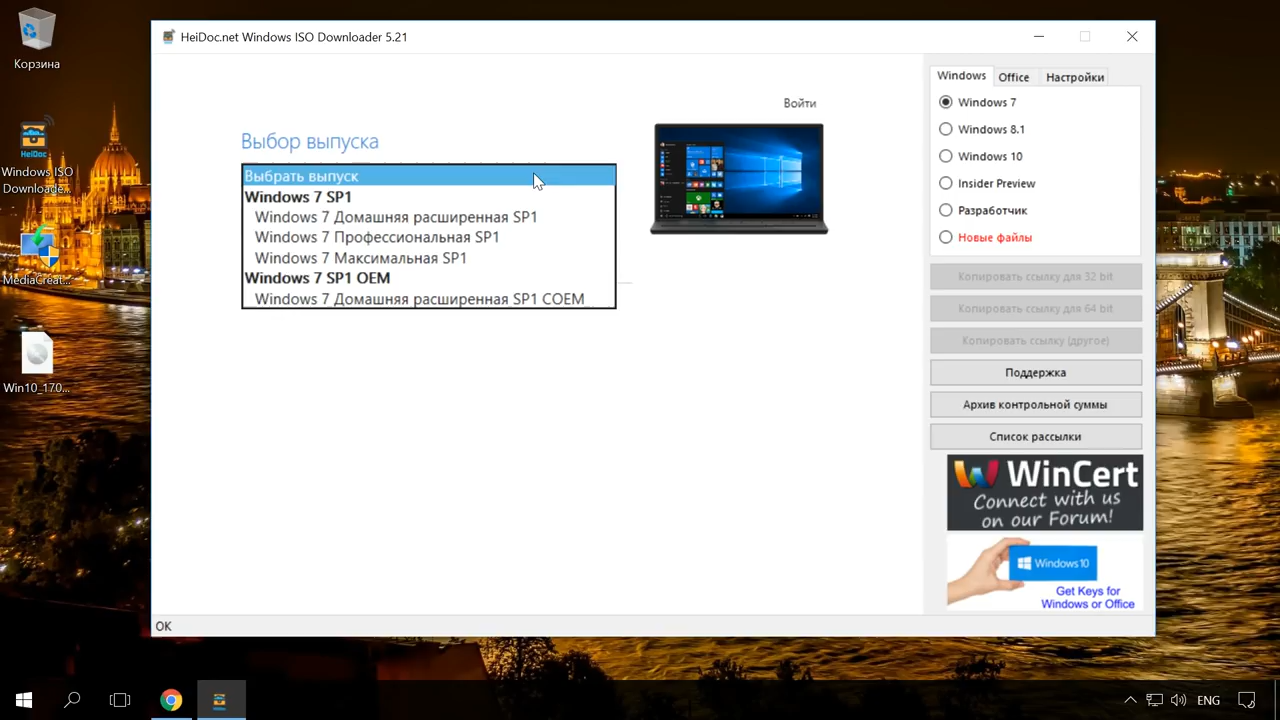 Корзина
Windows ISO
Downloade...
MediaCreat...
Win10_170...
HeiDoc
HeiDoc.net Windows ISO Downloader 5.21
Войти
Выбор выпуска
Выбрать выпуск
Windows 7 SP1
Windows 7 Домашняя расширенная SP1
Windows 7 Профессиональная SP1
Windows 7 Максимальная SP1
Windows 7 SP1 OEM
Windows 7 Домашняя расширенная SP1 COEM
Windows Office Настройки
Windows 7
Windows 8.1
Windows 10
Insider Preview
Разработчик
Новые файлы
Копировать ссылку для 32 bit
Копировать ссылку для 64 bit
Копировать ссылку (другое)
Поддержка
Архив контрольной суммы
Список рассылки
WinCert
Connect with us
on our Forum!
Windows10
Get Keys for
Windows or Office
OK
ENG